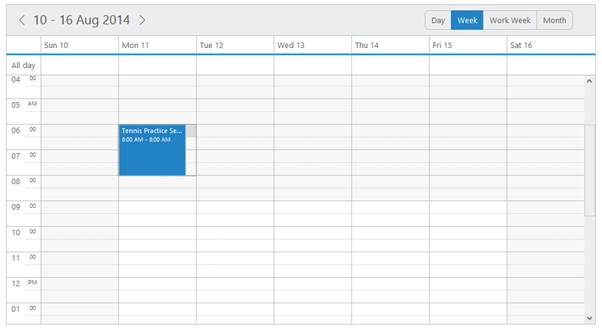 10 - 16 Aug 2014
Day Week Work Week Month
Sun 10 Mon 11 Tue 12 Wed 13 Thu 14 Fri 15 Sat 16
All day
04 00
05 AM
06 00
Tennis Practice Se...
6:00 AM - 8:00 AM
07 00
08 00
09 00
10 00
11 00
12 PM
01 00